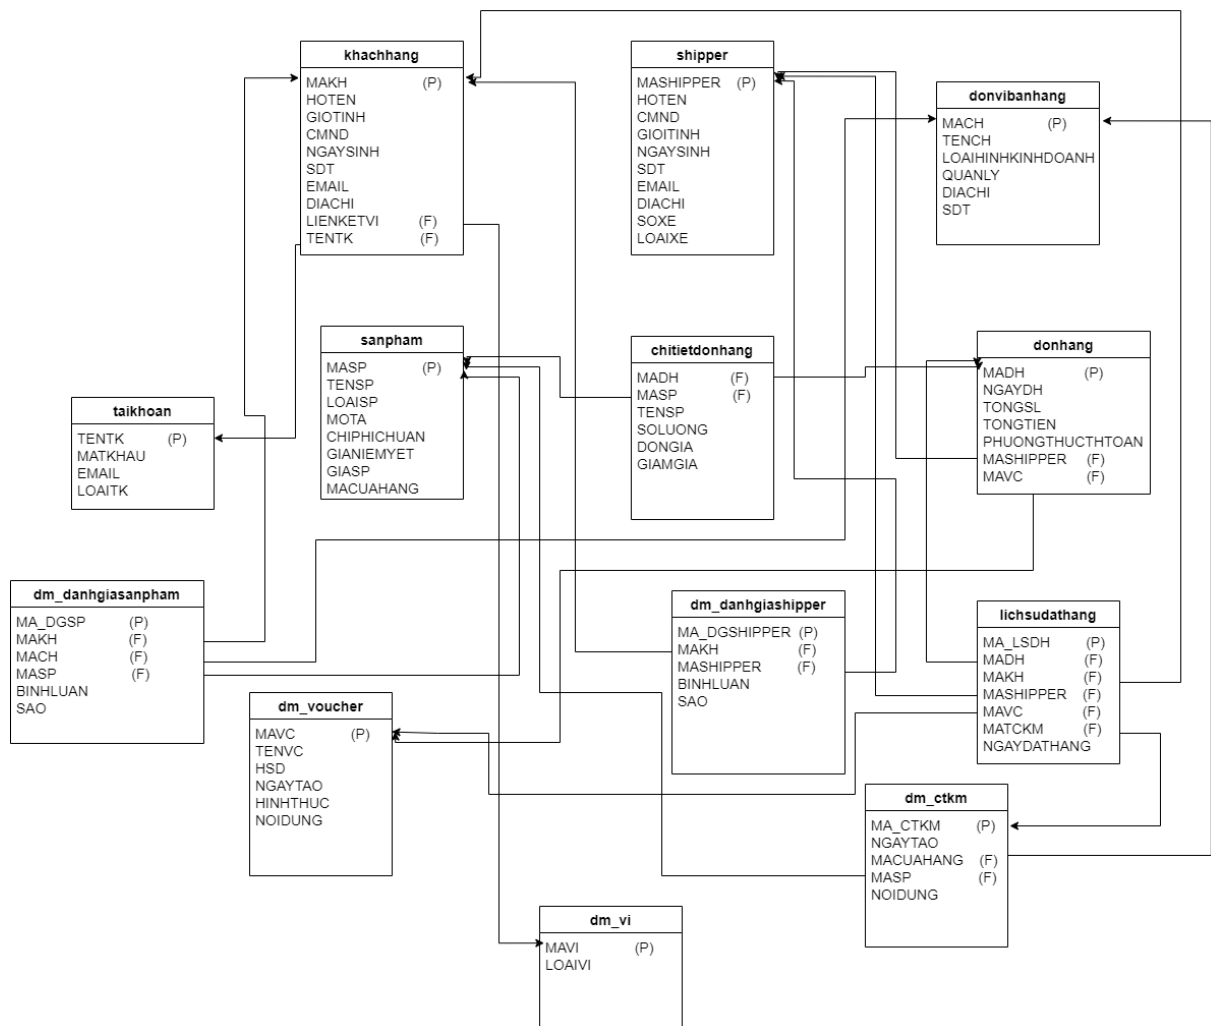 khachhang
MAKH (P)
HOTEN
GIOTINH
CMND
NGAYSINH
SDT
EMAIL
DIACHI
LIENKETVI (F)
TENTK (F)
shipper
MASHIPPER (P)
HOTEN
CMND
GIOITINH
NGAYSINH
SDT
EMAIL
DIACHI
SOXE
LOAIXE
donvibanhang
MACH (P)
TENCH
LOAIHINHKINHDOANH
QUANLY
DIACHI
SDT
sanpham
MASP (P)
TENSP
LOAISP
MOTA
CHIPHICHUAN
GIANIEMYET
GIASP
MACUAHANG
chitietdonhang
MADH (F)
MASP (F)
TENSP
SOLUONG
DONGIA
GIAMGIA
donhang
MADH (P)
NGAYDH
TONGSL
TONGTIEN
PHUONGTHUCTHTOAN
MASHIPPER (F)
MAVC (F)
taikhoan
TENTK (P)
MATKHAU
EMAIL
LOAITK
dm_danhgiasanpham
MA_DGSP (P)
MAKH (F)
MACH (F)
MASP (F)
BINHLUAN
SAO
dm_danhgiashipper
MA_DGSHIPPER (P)
MAKH (F)
MASHIPPER (F)
BINHLUAN
SAO
lichsudathang
MA_LSDH (P)
MADH (F)
MAKH (F)
MASHIPPER (F)
MAVC (F)
MATCKM (F)
NGAYDATHANG
dm_voucher
MAVC (P)
TENVC
HSD
NGAYTAO
HINHTHUC
NOIDUNG
dm_ctkm
MA_CTKM (P)
NGAYTAO
MACUAHANG (F)
MASP (F)
NOIDUNG
dm_vi
MAVI (P)
LOAIVI